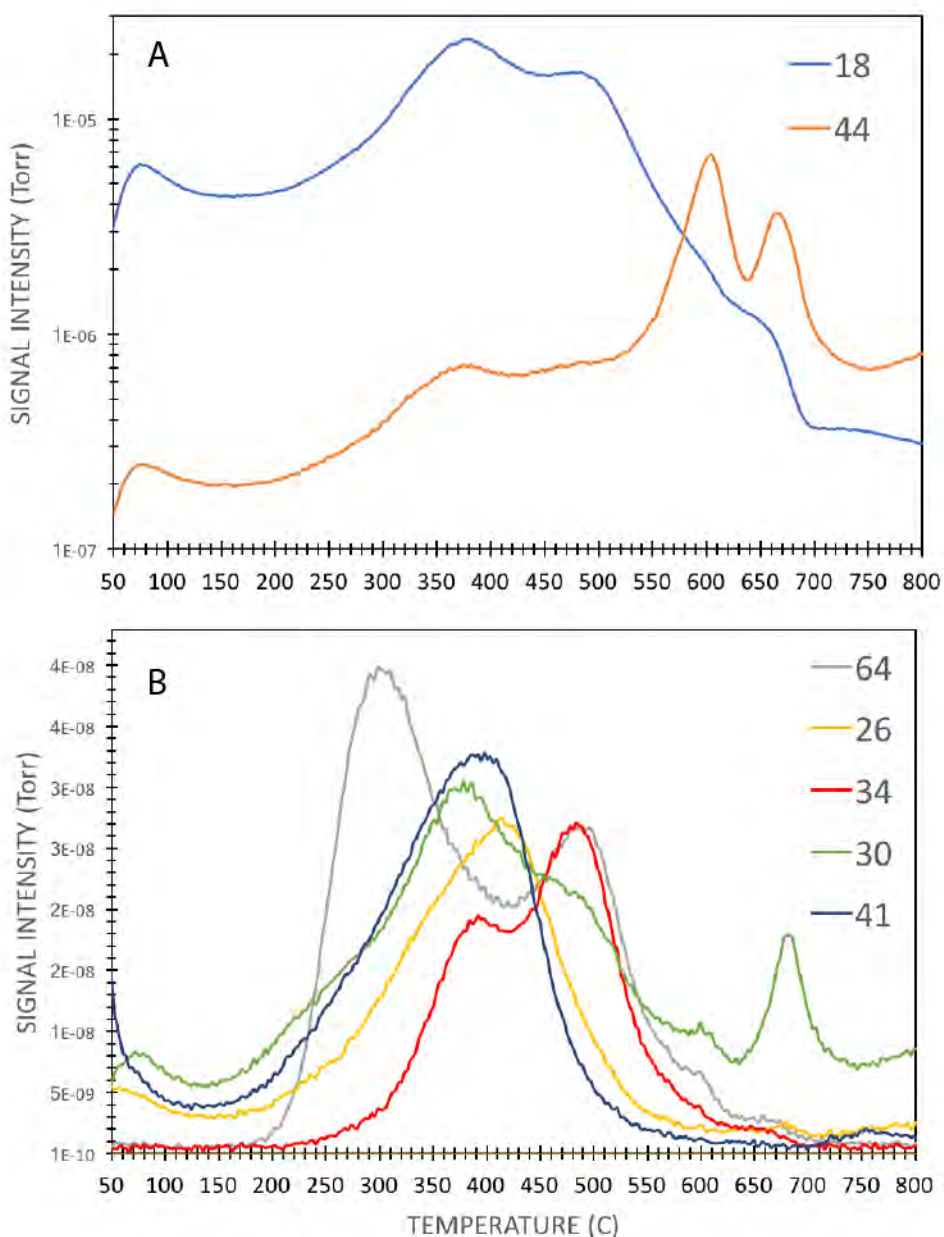 A
18
44
SIGNAL INTENSITY (Torr)
1E-05
1E-06
1E-07
50 100 150 200 250 300 350 400 450 500 550 600 650 700 750 800
B
64
26
34
30
41
SIGNAL INTENSITY (Torr)
4E-08
4E-08
3E-08
3E-08
2E-08
2E-08
1E-08
5E-09
1E-10
50 100 150 200 250 300 350 400 450 500 550 600 650 700 750 800
TEMPERATURE (C)